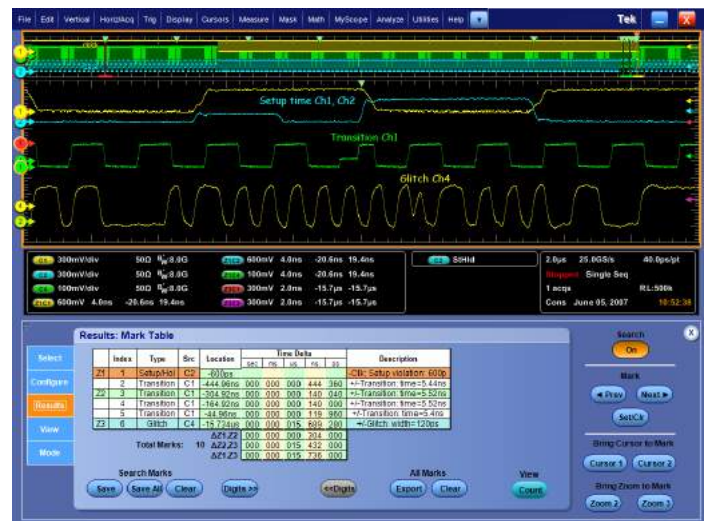 File Edit Vertical Horiz/Acq Trig Display Cursors Measure Mask Math MyScope Analyze Utilities Help Tek
Setup time Ch1, Ch2
Transition Ch1
Glitch Ch4
300mV/div 50Ω :8.0G 600mV 4.0ns -20.6ns 19.4ns StHld 2.0µs 25.0GS/s 40.0ps/pt
300mV/div 50Ω :8.0G 100mV 4.0ns -20.6ns 19.4ns Stopped Single Seq
100mV/div 50Ω :8.0G 300mV 2.0ns -15.7µs -15.7µs 1 acqs RL:500k
Z1C1 600mV 4.0ns -20.6ns 19.4ns 300mV 2.0ns -15.7µs -15.7µs Cons June 05, 2007 10:52:38
Results: Mark Table
Search
On
Select
Configure
Results
View
Mode
Index Type Src Location Time Delta Description
sec ms us ns ps
Z1 1 Setup/Hol C2 -600ps -Clk; Setup violation: 600p
2 Transition C1 -444.96ns 000 000 000 444 360 +/-Transition: time=5.44ns
Z2 3 Transition C1 -304.92ns 000 000 000 140 040 +/-Transition: time=5.52ns
4 Transition C1 -164.92ns 000 000 000 140 000 +/-Transition: time=5.52ns
5 Transition C1 -44.96ns 000 000 000 119 960 +/-Transition: time=5.4ns
Z3 6 Glitch C4 -15.734us 000 000 015 689 280 +/-Glitch: width=120ps
ΔZ1,Z2 000 000 000 304 000
Total Marks: 10 ΔZ2,Z3 000 000 015 432 000
ΔZ1,Z3 000 000 015 736 000
Search Marks
Save Save All Clear Digits >> <<Digits
All Marks
Export Clear
View
Count
Mark
Prev Next
Set/Clr
Bring Cursor to Mark
Cursor 1 Cursor 2
Bring Zoom to Mark
Zoom 2 Zoom 3